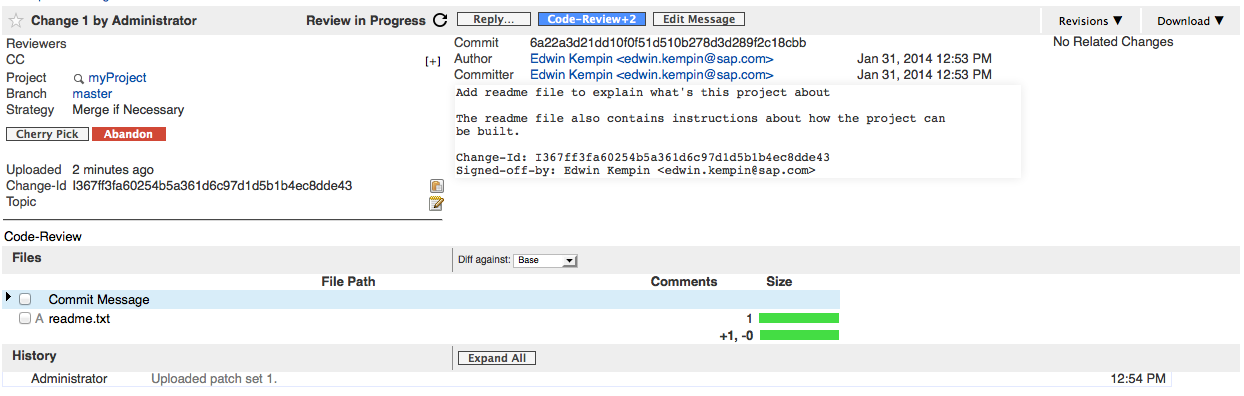 Change 1 by Administrator Review in Progress Reply... Code-Review+2 Edit Message Revisions ▼ Download ▼
Reviewers
CC [+]
Project myProject
Branch master
Strategy Merge if Necessary
Cherry Pick Abandon
Uploaded 2 minutes ago
Change-Id I367ff3fa60254b5a361d6c97d1d5b1b4ec8dde43
Topic
Commit 6a22a3d21dd10f0f51d510b278d3d289f2c18cbb
Author Edwin Kempin <edwin.kempin@sap.com> Jan 31, 2014 12:53 PM
Committer Edwin Kempin <edwin.kempin@sap.com> Jan 31, 2014 12:53 PM
Add readme file to explain what's this project about
The readme file also contains instructions about how the project can
be built.
Change-Id: I367ff3fa60254b5a361d6c97d1d5b1b4ec8dde43
Signed-off-by: Edwin Kempin <edwin.kempin@sap.com>
No Related Changes
Code-Review
Files Diff against: Base
File Path Comments Size
Commit Message
A readme.txt 1
+1, -0
History Expand All
Administrator Uploaded patch set 1. 12:54 PM